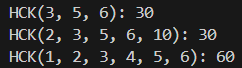 HCK(3, 5, 6): 30
HCK(2, 3, 5, 6, 10): 30
HCK(1, 2, 3, 4, 5, 6): 60